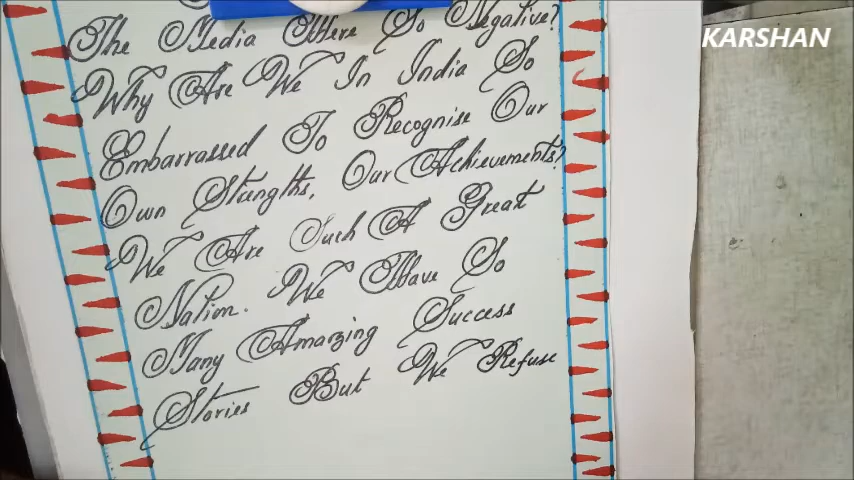 The Media Here So Negative?
KARSHAN
Why Are We In India So
Embarrassed To Recognise Our
Own Strengths, Our Achievements?
We Are Such A Great
Nation. We Have So
Many Amazing Success
Stories But We Refuse